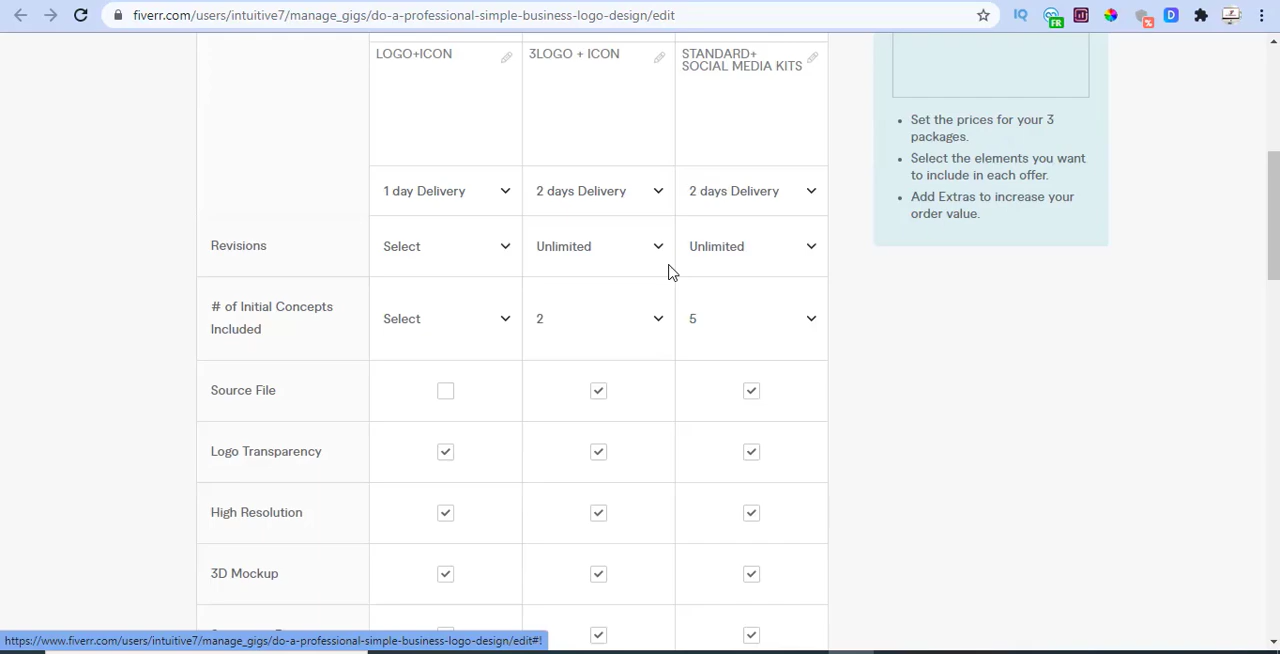 fiverr.com/users/intuitive7/manage_gigs/do-a-professional-simple-business-logo-design/edit
IQ
FR
D
LOGO+ICON
3LOGO + ICON
STANDARD+
SOCIAL MEDIA KITS
Set the prices for your 3
packages.
Select the elements you want
to include in each offer.
Add Extras to increase your
order value.
1 day Delivery
2 days Delivery
2 days Delivery
Revisions
Select
Unlimited
Unlimited
# of Initial Concepts
Included
Select
2
5
Source File
Logo Transparency
High Resolution
3D Mockup
https://www.fiverr.com/users/intuitive7/manage_gigs/do-a-professional-simple-business-logo-design/edit#!